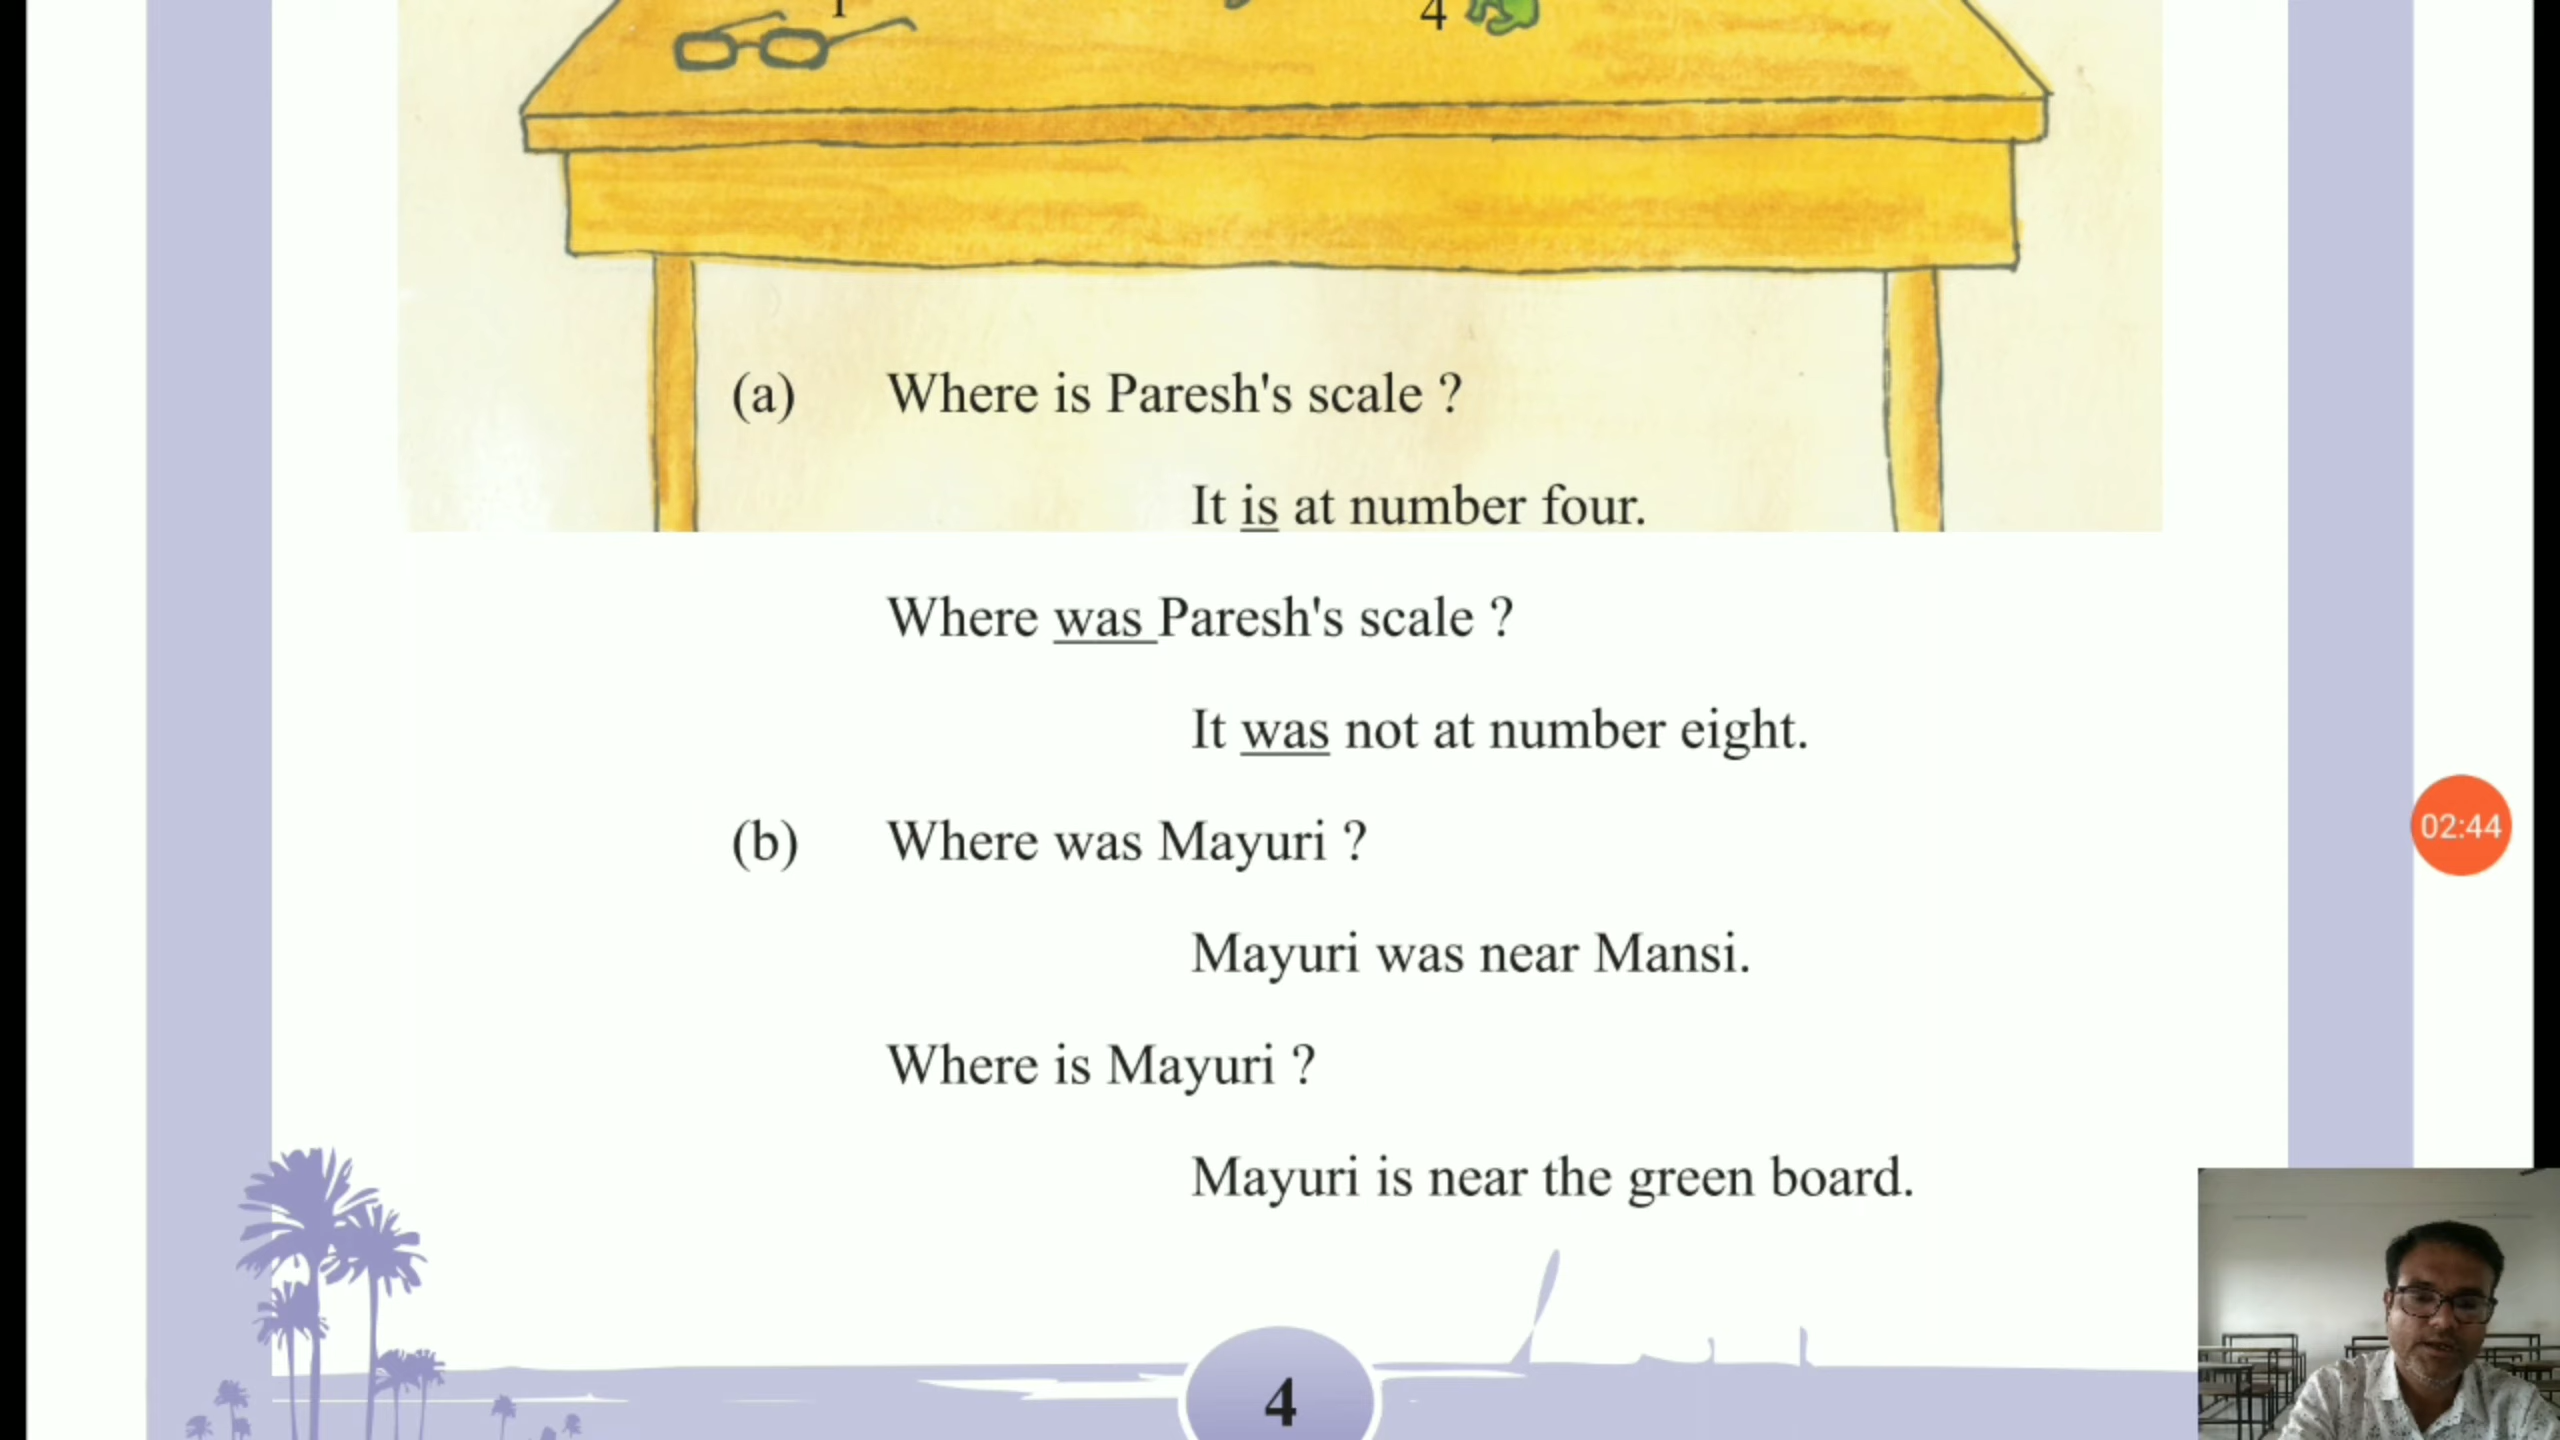 4
(a) Where is Paresh's scale ?
It is at number four.
Where was Paresh's scale ?
It was not at number eight.
(b) Where was Mayuri ?
Mayuri was near Mansi.
Where is Mayuri ?
Mayuri is near the green board.
02:44
4